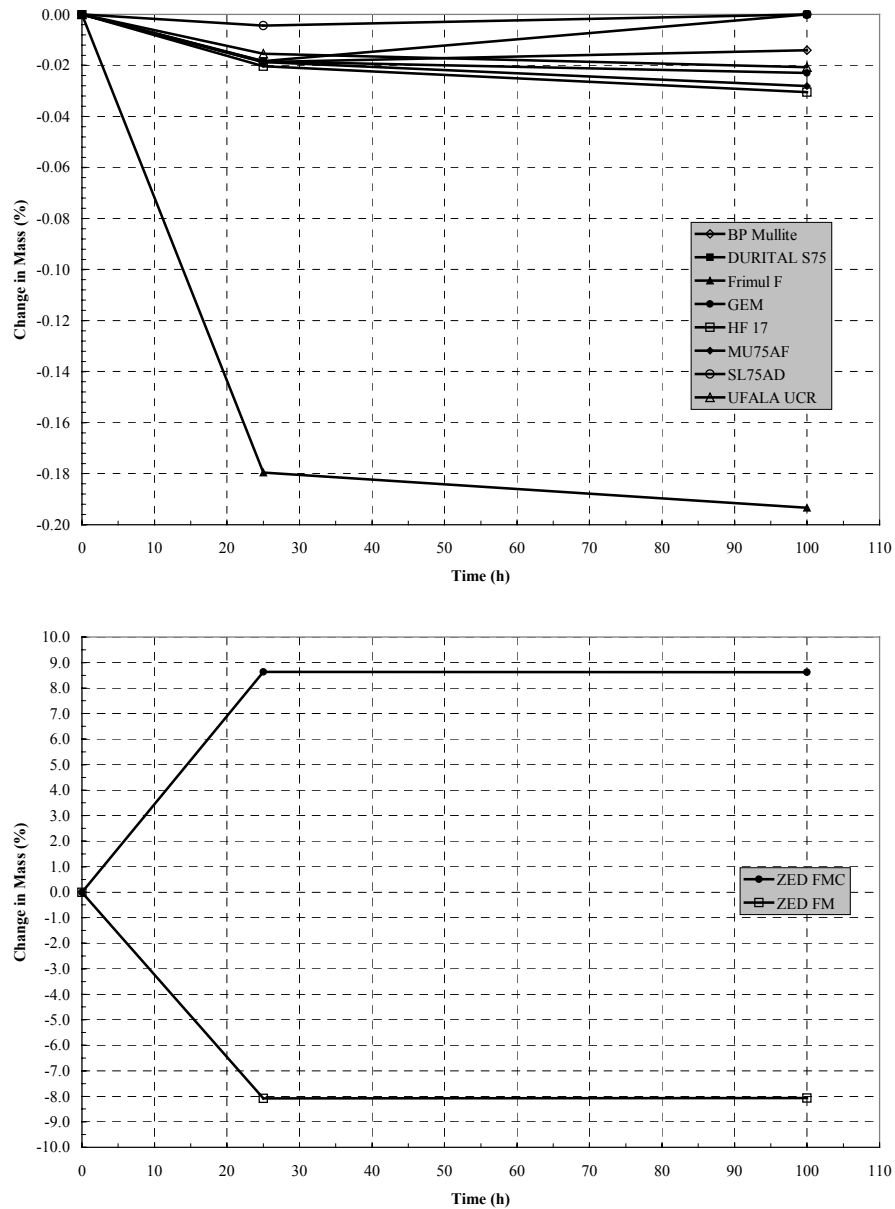 0.00
-0.02
-0.04
-0.06
-0.08
-0.10
-0.12
-0.14
-0.16
-0.18
-0.20
Change in Mass (%)
BP Mullite
DURITAL S75
Frimul F
GEM
HF 17
MU75AF
SL75AD
UFALA UCR
0 10 20 30 40 50 60 70 80 90 100 110
Time (h)
10.0
9.0
8.0
7.0
6.0
5.0
4.0
3.0
2.0
1.0
0.0
-1.0
-2.0
-3.0
-4.0
-5.0
-6.0
-7.0
-8.0
-9.0
-10.0
Change in Mass (%)
ZED FMC
ZED FM
0 10 20 30 40 50 60 70 80 90 100 110
Time (h)